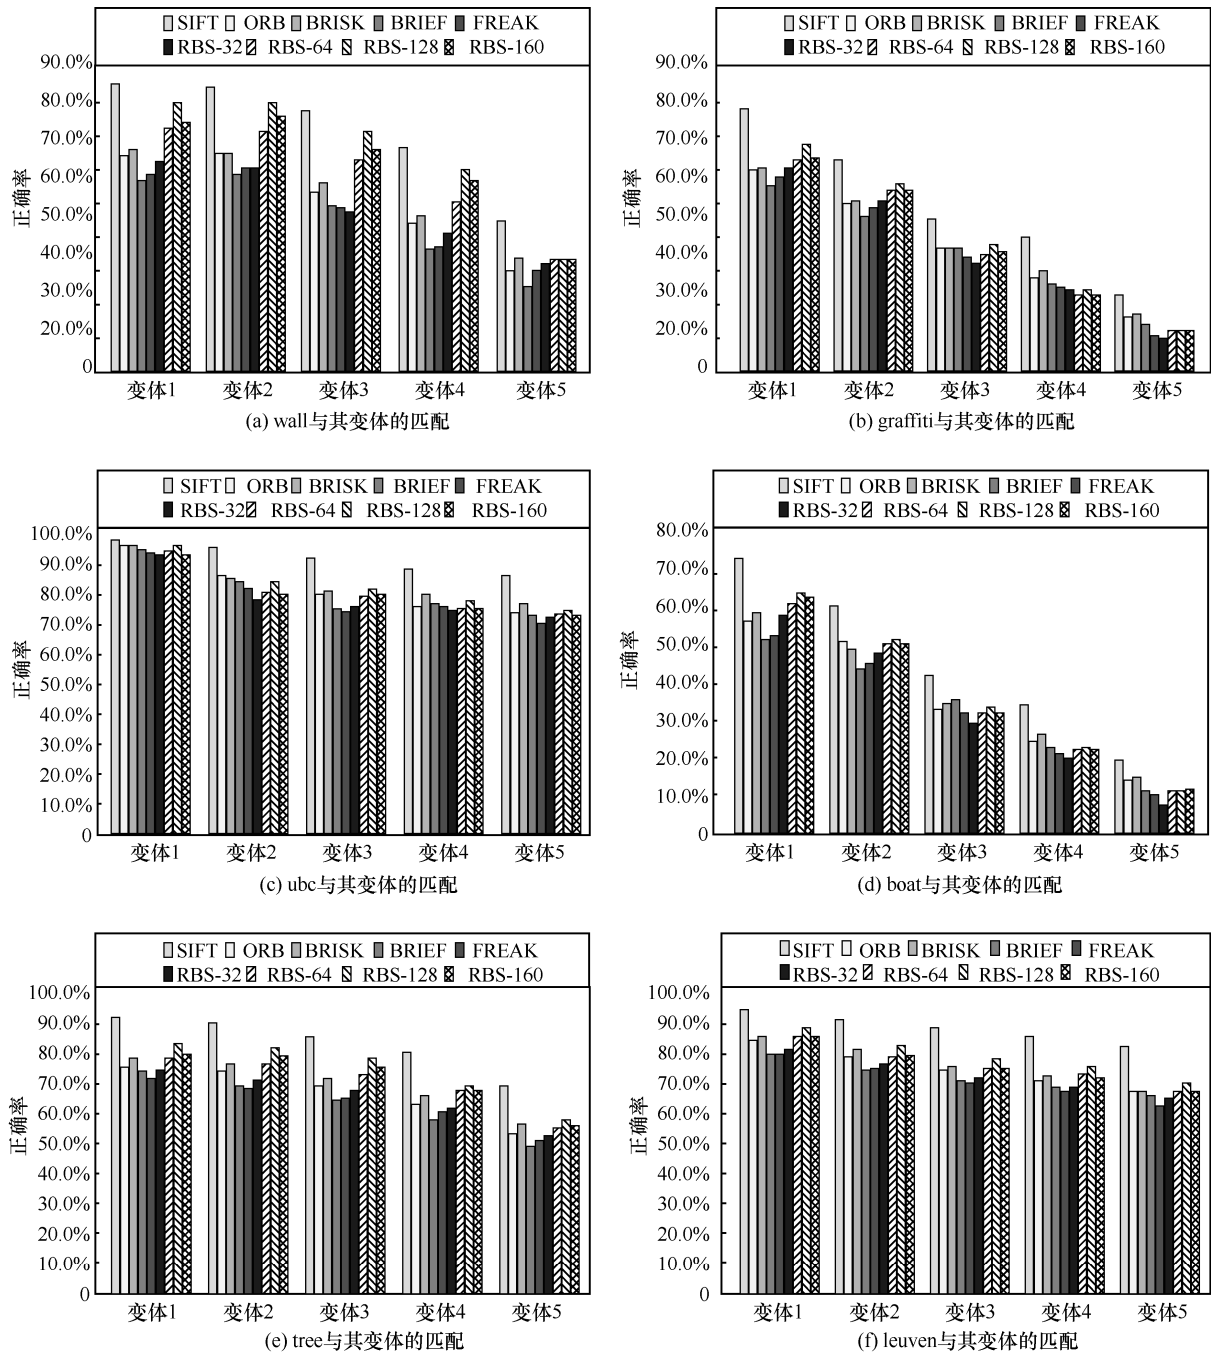 SIFT ORB BRISK BRIEF FREAK
RBS-32 RBS-64 RBS-128 RBS-160
90.0%
80.0%
70.0%
60.0%
50.0%
40.0%
30.0%
20.0%
0
正确率
变体1 变体2 变体3 变体4 变体5
(a) wall与其变体的匹配
SIFT ORB BRISK BRIEF FREAK
RBS-32 RBS-64 RBS-128 RBS-160
90.0%
80.0%
70.0%
60.0%
50.0%
40.0%
30.0%
20.0%
0
正确率
变体1 变体2 变体3 变体4 变体5
(b) graffiti与其变体的匹配
SIFT ORB BRISK BRIEF FREAK
RBS-32 RBS-64 RBS-128 RBS-160
100.0%
90.0%
80.0%
70.0%
60.0%
50.0%
40.0%
30.0%
20.0%
10.0%
0
正确率
变体1 变体2 变体3 变体4 变体5
(c) ubc与其变体的匹配
SIFT ORB BRISK BRIEF FREAK
RBS-32 RBS-64 RBS-128 RBS-160
80.0%
70.0%
60.0%
50.0%
40.0%
30.0%
20.0%
10.0%
0
正确率
变体1 变体2 变体3 变体4 变体5
(d) boat与其变体的匹配
SIFT ORB BRISK BRIEF FREAK
RBS-32 RBS-64 RBS-128 RBS-160
100.0%
90.0%
80.0%
70.0%
60.0%
50.0%
40.0%
30.0%
20.0%
10.0%
0
正确率
变体1 变体2 变体3 变体4 变体5
(e) tree与其变体的匹配
SIFT ORB BRISK BRIEF FREAK
RBS-32 RBS-64 RBS-128 RBS-160
100.0%
90.0%
80.0%
70.0%
60.0%
50.0%
40.0%
30.0%
20.0%
10.0%
0
正确率
变体1 变体2 变体3 变体4 变体5
(f) leuven与其变体的匹配